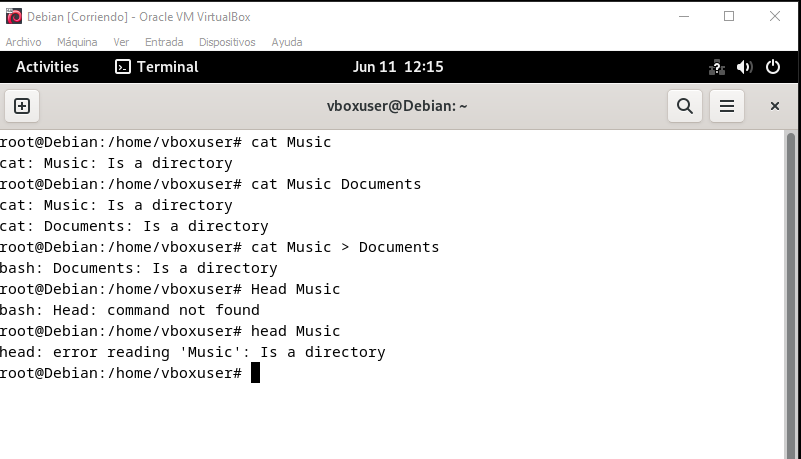 Debian [Corriendo] - Oracle VM VirtualBox
Archivo Máquina Ver Entrada Dispositivos Ayuda
Activities Terminal Jun 11 12:15
vboxuser@Debian: ~
root@Debian:/home/vboxuser# cat Music
cat: Music: Is a directory
root@Debian:/home/vboxuser# cat Music Documents
cat: Music: Is a directory
cat: Documents: Is a directory
root@Debian:/home/vboxuser# cat Music > Documents
bash: Documents: Is a directory
root@Debian:/home/vboxuser# Head Music
bash: Head: command not found
root@Debian:/home/vboxuser# head Music
head: error reading 'Music': Is a directory
root@Debian:/home/vboxuser#